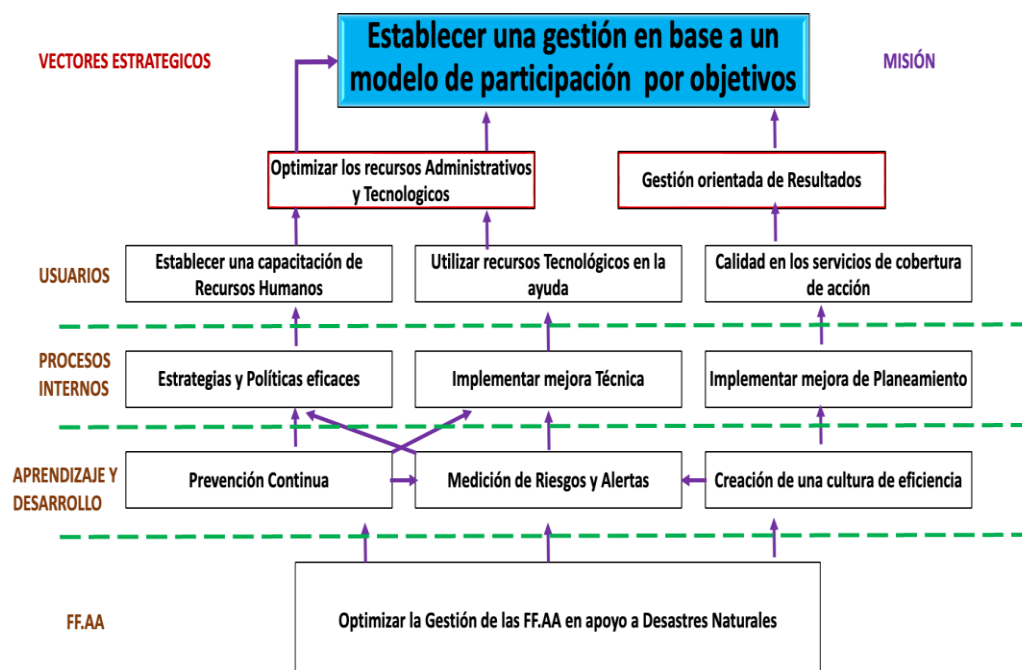 Establecer una gestión en base a un
modelo de participación por objetivos
VECTORES ESTRATEGICOS
MISIÓN
Optimizar los recursos Administrativos
y Tecnologicos
Gestión orientada de Resultados
USUARIOS
Establecer una capacitación de
Recursos Humanos
Utilizar recursos Tecnológicos en la
ayuda
Calidad en los servicios de cobertura
de acción
PROCESOS
INTERNOS
Estrategias y Políticas eficaces
Implementar mejora Técnica
Implementar mejora de Planeamiento
APRENDIZAJE Y
DESARROLLO
Prevención Continua
Medición de Riesgos y Alertas
Creación de una cultura de eficiencia
FF.AA
Optimizar la Gestión de las FF.AA en apoyo a Desastres Naturales